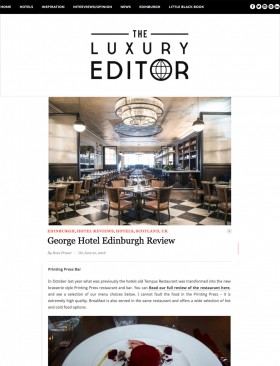 HOME HOTELS INSPIRATION INTERVIEWS/OPINION NEWS EDINBURGH LITTLE BLACK BOOK
THE
LUXURY
EDITOR
EDINBURGH, HOTEL REVIEWS, HOTELS, SCOTLAND, UK
George Hotel Edinburgh Review
Printing Press Bar
In October last year what was previously the hotels old Tempus Restaurant was transformed into the new
brasserie style Printing Press restaurant and bar. You can Read our full review of the restaurant here,
and see a selection of our menu choices below. I cannot fault the food in the Printing Press – it is
extremely high quality. Breakfast is also served in the same restaurant and offers a wide selection of hot
and cold food options.